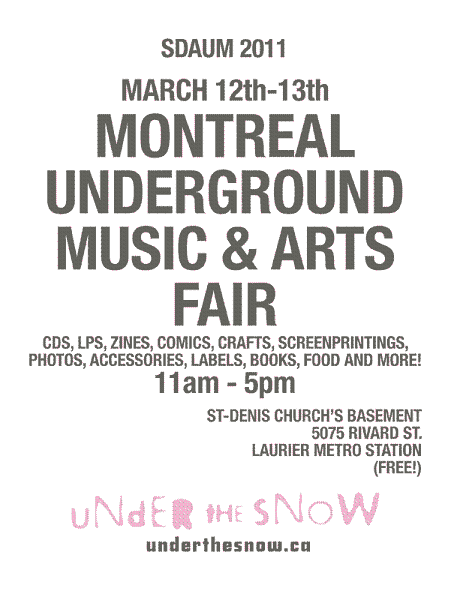 SDAUM 2011
MARCH 12th-13th
MONTREAL
UNDERGROUND
MUSIC & ARTS
FAIR
CDS, LPS, ZINES, COMICS, CRAFTS, SCREENPRINTINGS,
PHOTOS, ACCESSORIES, LABELS, BOOKS, FOOD AND MORE!
11am - 5pm
ST-DENIS CHURCH'S BASEMENT
5075 RIVARD ST.
LAURIER METRO STATION
(FREE!)
UNdER THE SNOW
underthesnow.ca